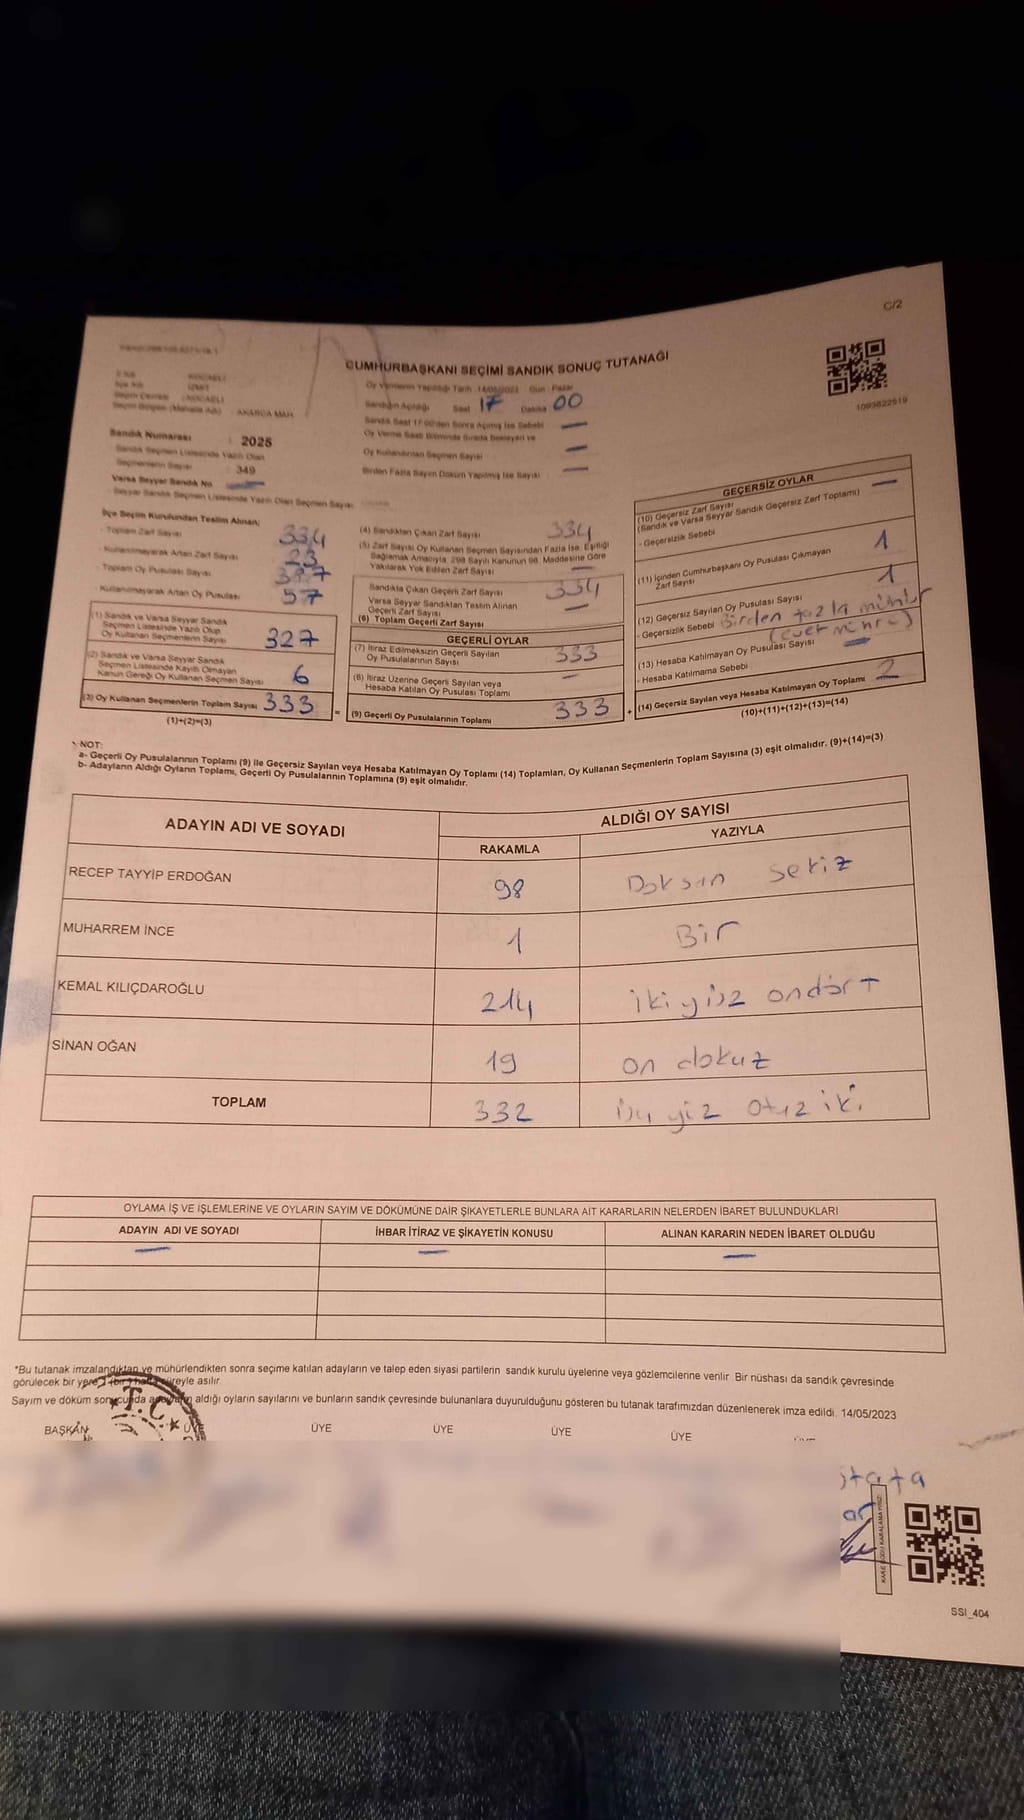 C/2
CUMHURBAŞKANI SEÇİMİ SANDIK SONUÇ TUTANAĞI
1093622519
İl Adı : KOCAELİ
İlçe Adı : İZMİT
Seçim Çevresi : KOCAELİ
Seçim Bölgesi (Mahalle Adı) : AKARCA MAH.
Sandık Numarası : 2025
Sandık Seçmen Listesinde Yazılı Olan
Seçmenlerin Sayısı : 349
Varsa Seyyar Sandık No
Seyyar Sandık Seçmen Listesinde Yazılı Olan Seçmen Sayısı
Oy Vermenin Yapıldığı Tarih : 14/05/2023 Gün : Pazar
Sandığın Açıldığı Saat 17 Dakika 00
Sandık Saat 17:00'den Sonra Açılmış İse Sebebi —
Oy Verme Saati Bitiminde Sırada Bekleyen ve
Oy Kullandırılan Seçmen Sayısı —
Birden Fazla Sayım Döküm Yapılmış İse Sayısı —
İlçe Seçim Kurulundan Teslim Alınan;
- Toplam Zarf Sayısı 334
- Kullanılmayarak Artan Zarf Sayısı 23
- Toplam Oy Pusulası Sayısı
- Kullanılmayarak Artan Oy Pusulası 57
(1) Sandık ve Varsa Seyyar Sandık
Seçmen Listesinde Yazılı Olup
Oy Kullanan Seçmenlerin Sayısı 327
(2) Sandık ve Varsa Seyyar Sandık
Seçmen Listesinde Kayıtlı Olmayan
Kanun Gereği Oy Kullanan Seçmen Sayısı 6
(3) Oy Kullanan Seçmenlerin Toplam Sayısı 333
(1)+(2)=(3)
=
(4) Sandıktan Çıkan Zarf Sayısı 334
(5) Zarf Sayısı Oy Kullanan Seçmen Sayısından Fazla İse, Eşitliği
Sağlamak Amacıyla, 298 Sayılı Kanunun 98. Maddesine Göre
Yakılarak Yok Edilen Zarf Sayısı —
Sandıkta Çıkan Geçerli Zarf Sayısı 334
Varsa Seyyar Sandıktan Teslim Alınan
Geçerli Zarf Sayısı —
(6) Toplam Geçerli Zarf Sayısı
GEÇERLİ OYLAR
(7) İtiraz Edilmeksizin Geçerli Sayılan
Oy Pusulalarının Sayısı 333
(8) İtiraz Üzerine Geçerli Sayılan veya
Hesaba Katılan Oy Pusulası Toplamı —
(9) Geçerli Oy Pusulalarının Toplamı 333
+
GEÇERSİZ OYLAR
(10) Geçersiz Zarf Sayısı
(Sandık ve Varsa Seyyar Sandık Geçersiz Zarf Toplamı) —
- Geçersizlik Sebebi
(11) İçinden Cumhurbaşkanı Oy Pusulası Çıkmayan
Zarf Sayısı 1
(12) Geçersiz Sayılan Oy Pusulası Sayısı 1
- Geçersizlik Sebebi Birden fazla mühür
(evet mührü)
(13) Hesaba Katılmayan Oy Pusulası Sayısı —
- Hesaba Katılmama Sebebi
(14) Geçersiz Sayılan veya Hesaba Katılmayan Oy Toplamı 2
(10)+(11)+(12)+(13)=(14)
NOT:
a- Geçerli Oy Pusulalarının Toplamı (9) ile Geçersiz Sayılan veya Hesaba Katılmayan Oy Toplamı (14) Toplamları, Oy Kullanan Seçmenlerin Toplam Sayısına (3) eşit olmalıdır. (9)+(14)=(3)
b- Adayların Aldığı Oyların Toplamı, Geçerli Oy Pusulalarının Toplamına (9) eşit olmalıdır.
ADAYIN ADI VE SOYADI
ALDIĞI OY SAYISI
RAKAMLA YAZIYLA
RECEP TAYYİP ERDOĞAN 98 Doksan sekiz
MUHARREM İNCE 1 Bir
KEMAL KILIÇDAROĞLU 214 iki yüz ondört
SİNAN OĞAN 19 on dokuz
TOPLAM 332 üç yüz otuz iki
OYLAMA İŞ VE İŞLEMLERİNE VE OYLARIN SAYIM VE DÖKÜMÜNE DAİR ŞİKAYETLERLE BUNLARA AİT KARARLARIN NELERDEN İBARET BULUNDUKLARI
ADAYIN ADI VE SOYADI İHBAR İTİRAZ VE ŞİKAYETİN KONUSU ALINAN KARARIN NEDEN İBARET OLDUĞU
— — —
*Bu tutanak imzalandıktan ve mühürlendikten sonra seçime katılan adayların ve talep eden siyasi partilerin sandık kurulu üyelerine veya gözlemcilerine verilir. Bir nüshası da sandık çevresinde
görülecek bir yere (bir) hafta süreyle asılır.
Sayım ve döküm sonucunda adayların aldığı oyların sayılarını ve bunların sandık çevresinde bulunanlara duyurulduğunu gösteren bu tutanak tarafımızdan düzenlenerek imza edildi. 14/05/2023
BAŞKAN ÜYE ÜYE ÜYE ÜYE ÜYE
T.C.
SSI_404